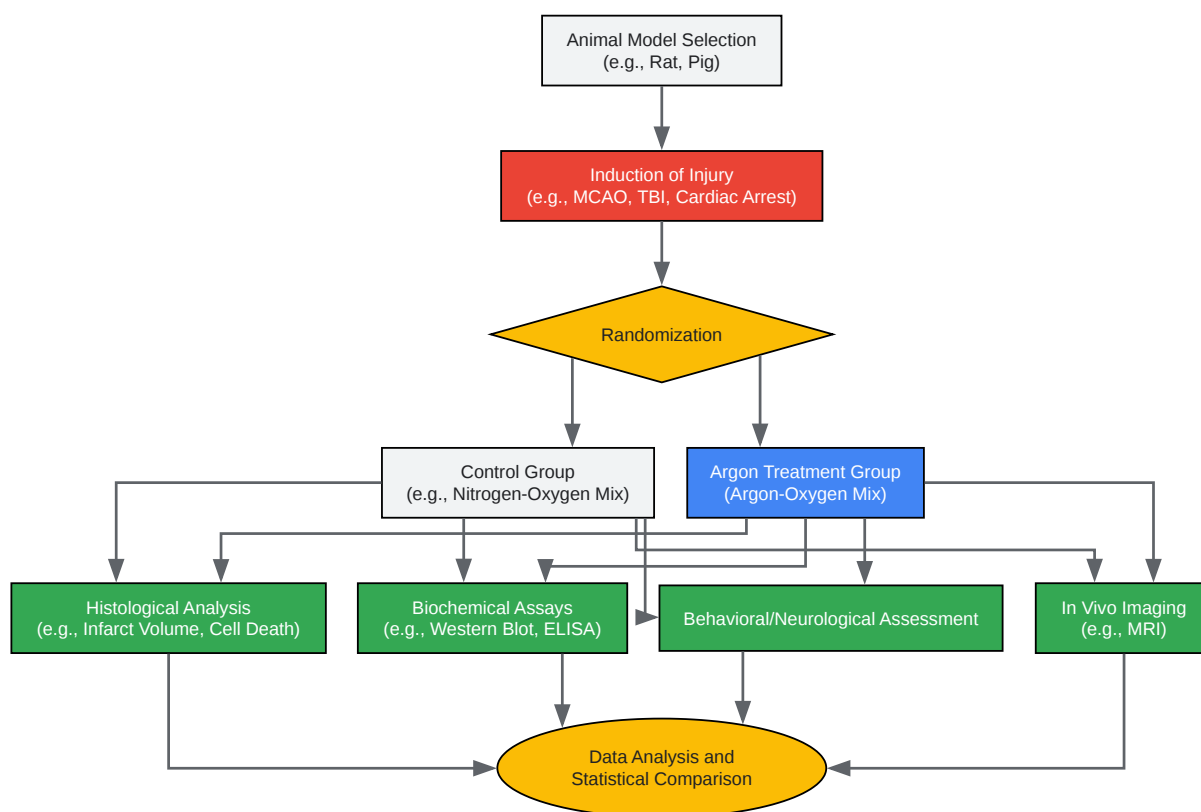 Animal Model Selection
(e.g., Rat, Pig)
Induction of Injury
(e.g., MCAO, TBI, Cardiac Arrest)
Randomization
Control Group
(e.g., Nitrogen-Oxygen Mix)
Argon Treatment Group
(Argon-Oxygen Mix)
Histological Analysis
(e.g., Infarct Volume, Cell Death)
Biochemical Assays
(e.g., Western Blot, ELISA)
Behavioral/Neurological Assessment
In Vivo Imaging
(e.g., MRI)
Data Analysis and
Statistical Comparison